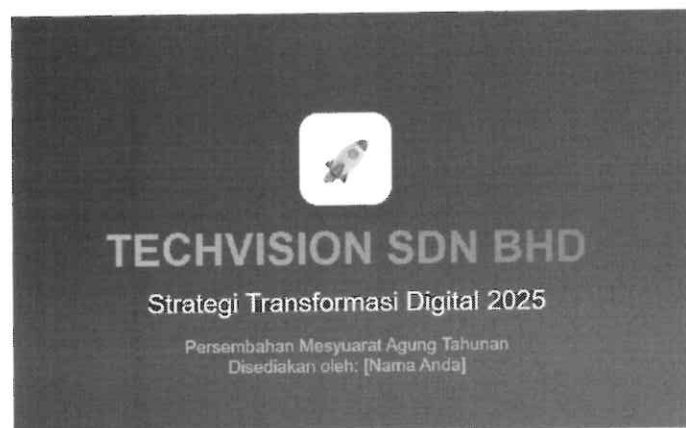 TECHVISION SDN BHD
Strategi Transformasi Digital 2025
Persembahan Mesyuarat Agung Tahunan
Disediakan oleh: [Nama Anda]